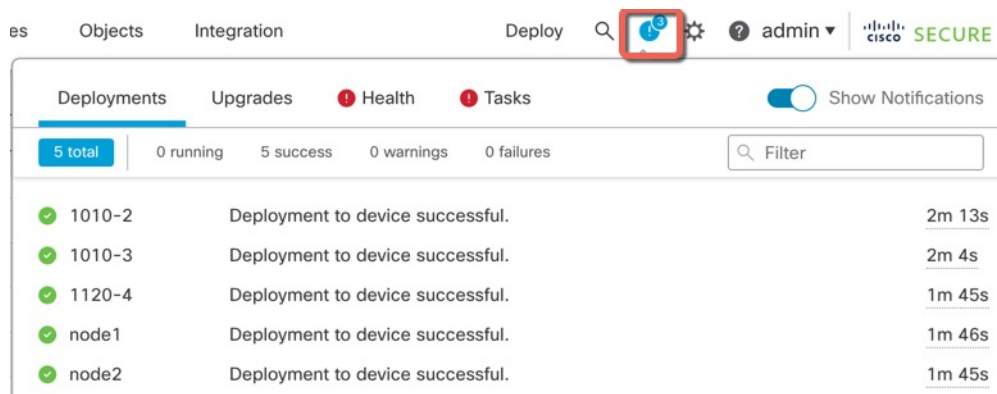 es Objects Integration Deploy 3 admin cisco SECURE
Deployments Upgrades Health Tasks Show Notifications
5 total 0 running 5 success 0 warnings 0 failures Filter
1010-2 Deployment to device successful. 2m 13s
1010-3 Deployment to device successful. 2m 4s
1120-4 Deployment to device successful. 1m 45s
node1 Deployment to device successful. 1m 46s
node2 Deployment to device successful. 1m 45s